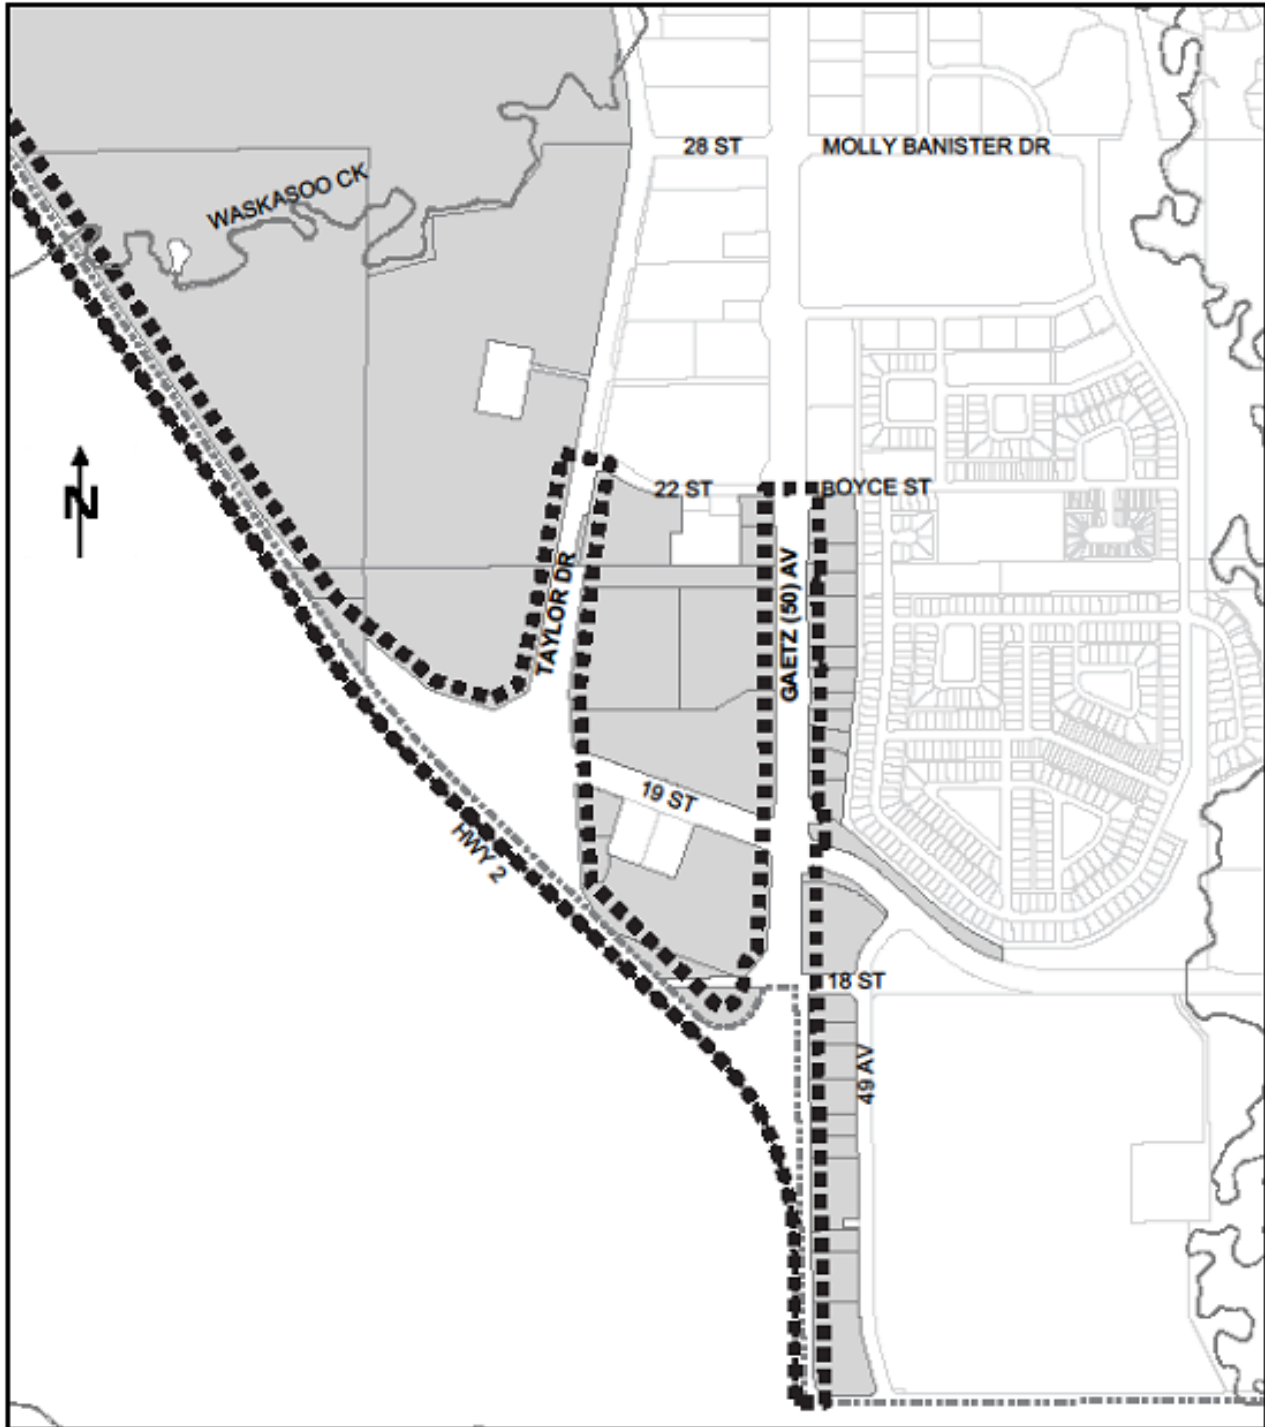 28 ST
MOLLY BANISTER DR
WASKASOO CK
22 ST
BOYCE ST
TAYLOR DR
GAETZ (50) AV
19 ST
HWY 2
18 ST
49 AV
N